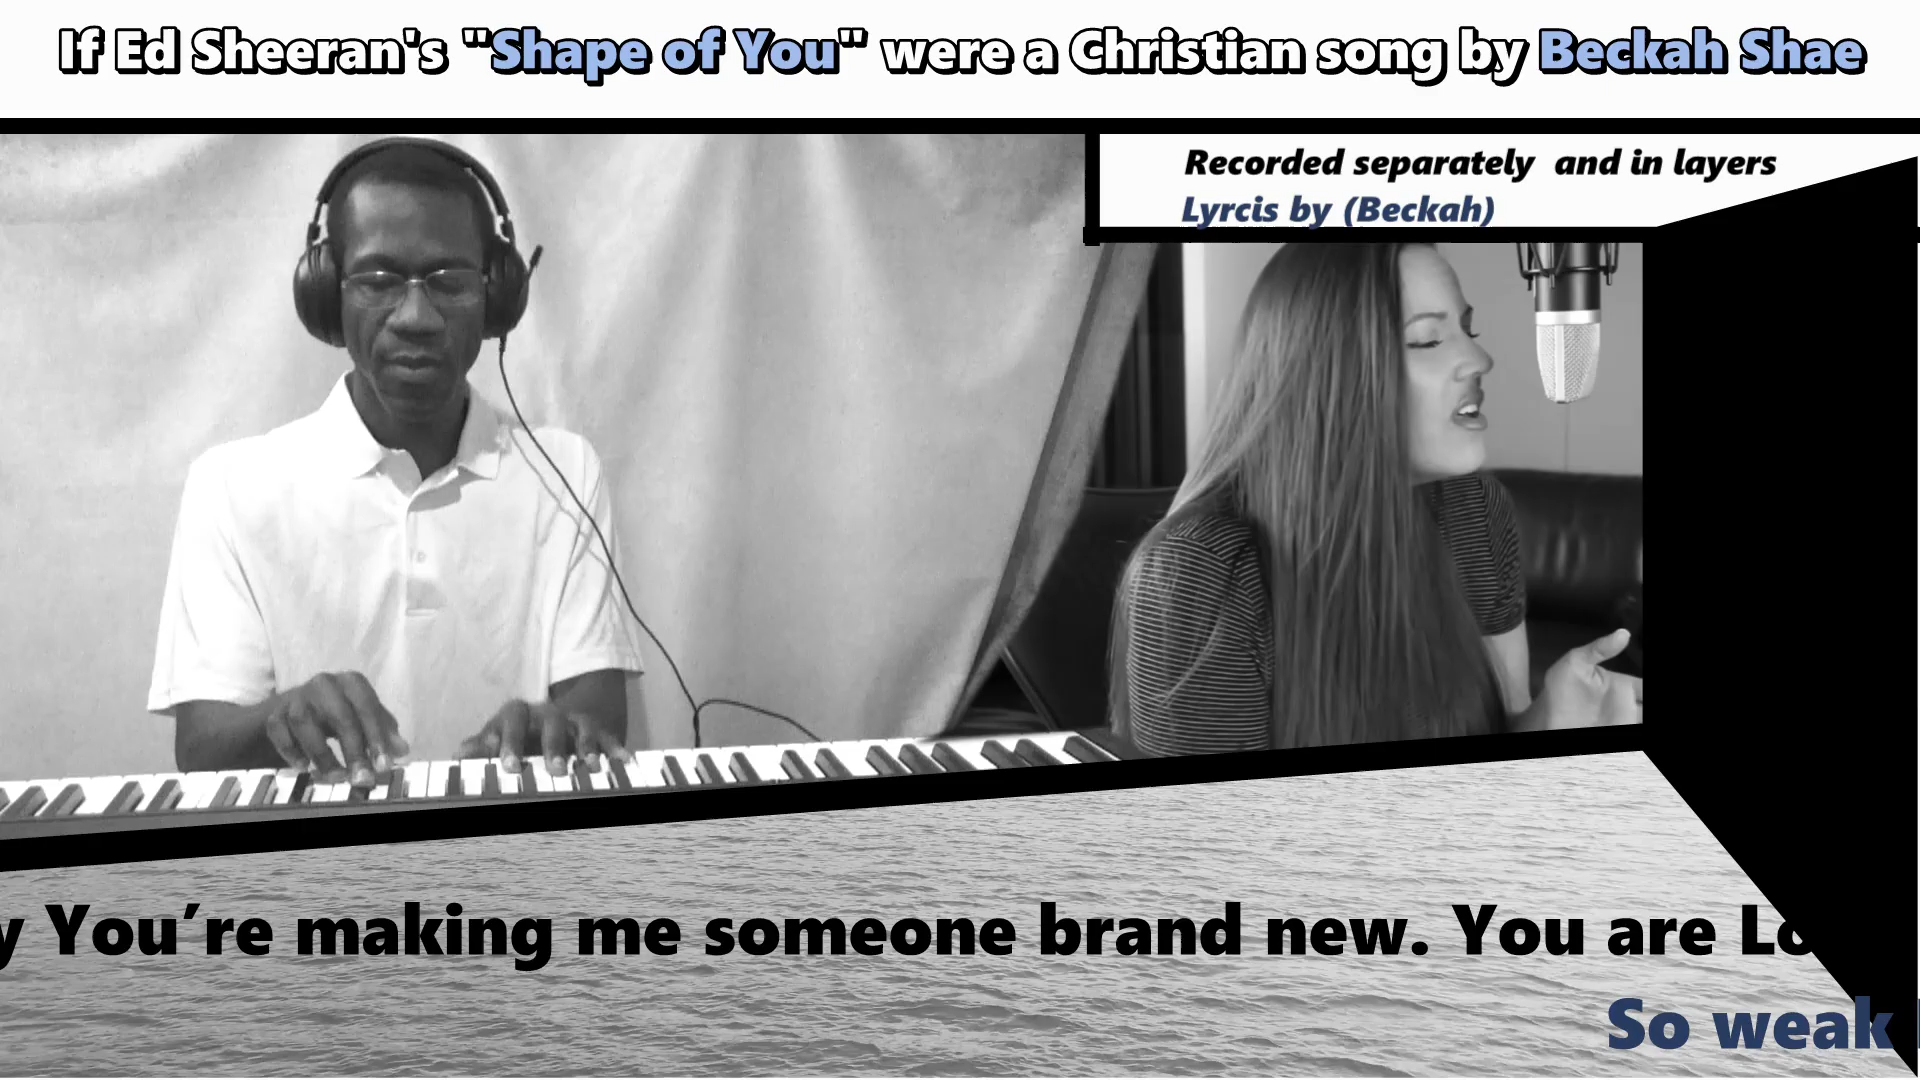 If Ed Sheeran's "Shape of You" were a Christian song by Beckah Shae
Recorded separately and in layers
Lyrcis by (Beckah)
You’re making me someone brand new. You are
So weak